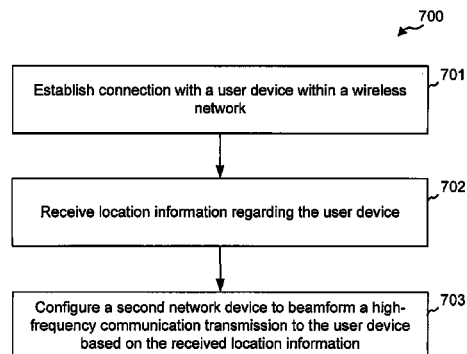 700
Establish connection with a user device within a wireless
network
701
Receive location information regarding the user device
702
Configure a second network device to beamform a high-
frequency communication transmission to the user device
based on the received location information
703